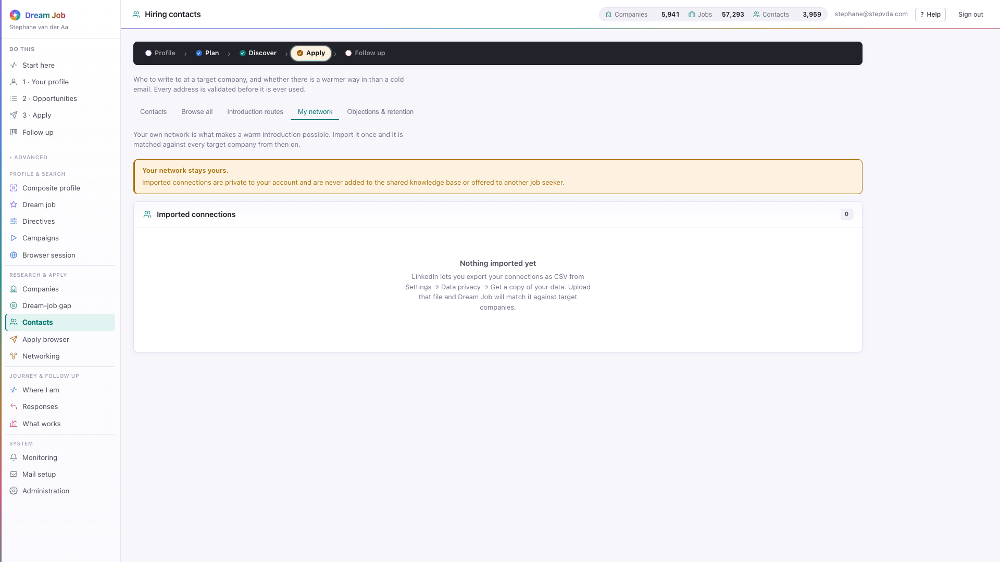 Dream Job
Stephane van der Aa
DO THIS
Start here
1 · Your profile
2 · Opportunities
3 · Apply
Follow up
ADVANCED
PROFILE & SEARCH
Composite profile
Dream job
Directives
Campaigns
Browser session
RESEARCH & APPLY
Companies
Dream-job gap
Contacts
Apply browser
Networking
JOURNEY & FOLLOW UP
Where I am
Responses
What works
SYSTEM
Monitoring
Mail setup
Administration
Hiring contacts
Companies 5,941 Jobs 57,293 Contacts 3,959 stephane@stepvda.com ? Help Sign out
Profile › Plan › Discover › Apply › Follow up
Who to write to at a target company, and whether there is a warmer way in than a cold
email. Every address is validated before it is ever used.
Contacts Browse all Introduction routes My network Objections & retention
Your own network is what makes a warm introduction possible. Import it once and it is
matched against every target company from then on.
Your network stays yours.
Imported connections are private to your account and are never added to the shared knowledge base or offered to another job seeker.
Imported connections 0
Nothing imported yet
LinkedIn lets you export your connections as CSV from
Settings → Data privacy → Get a copy of your data. Upload
that file and Dream Job will match it against target
companies.